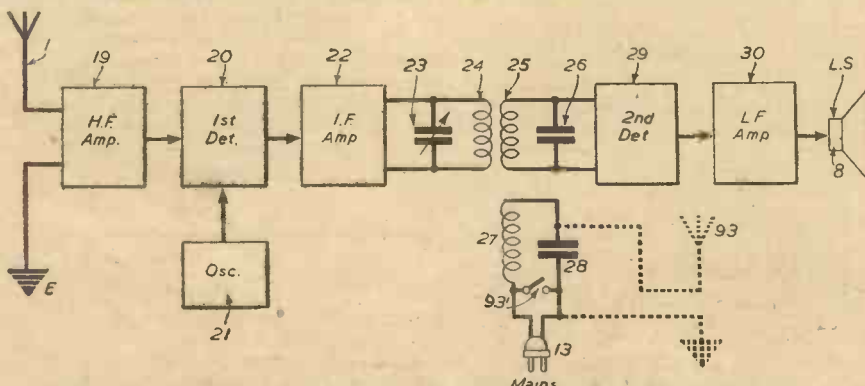 1
19
20
22
23
24
25
26
29
30
L.S
H.F.
Amp.
1st
Det.
I.F
Amp
2nd
Det
L.F
Amp
8
E
Osc.
21
27
28
93'
93
13
Mains